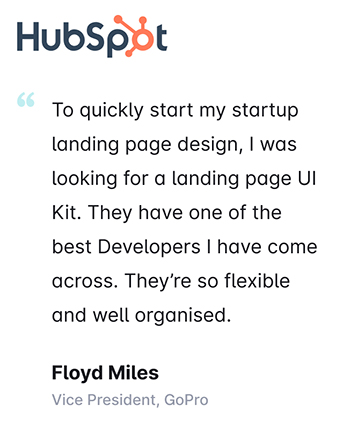 HubSpot
“
To quickly start my startup
landing page design, I was
looking for a landing page UI
Kit. They have one of the
best Developers I have come
across. They’re so flexible
and well organised.
Floyd Miles
Vice President, GoPro